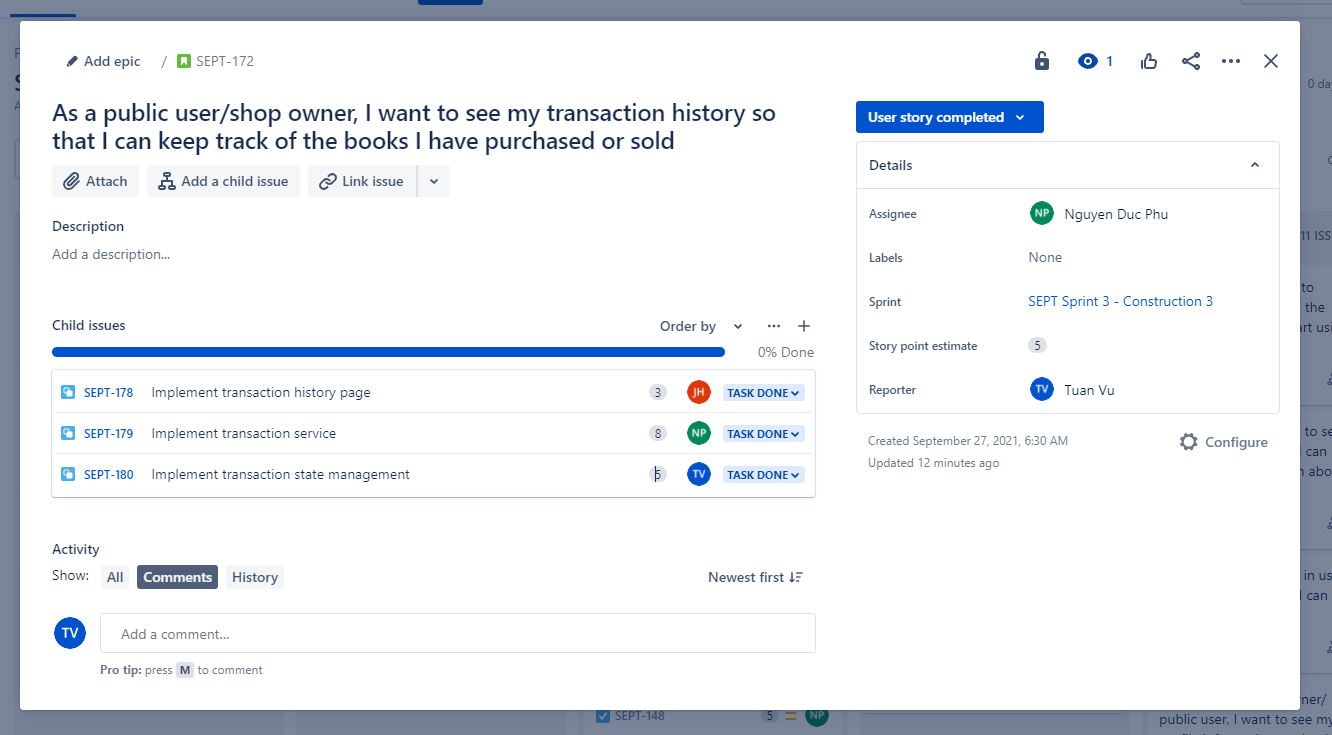 Add epic / SEPT-172
1
As a public user/shop owner, I want to see my transaction history so
that I can keep track of the books I have purchased or sold
Attach
Add a child issue
Link issue
Description
Add a description...
Child issues
Order by
0% Done
SEPT-178 Implement transaction history page 3 JH TASK DONE
SEPT-179 Implement transaction service 8 NP TASK DONE
SEPT-180 Implement transaction state management 5 TV TASK DONE
Activity
Show: All Comments History
Newest first
TV Add a comment...
Pro tip: press M to comment
User story completed
Details
Assignee NP Nguyen Duc Phu
Labels None
Sprint SEPT Sprint 3 - Construction 3
Story point estimate 5
Reporter TV Tuan Vu
Created September 27, 2021, 6:30 AM
Updated 12 minutes ago
Configure
SEPT-148 5 NP
public user, I want to see my